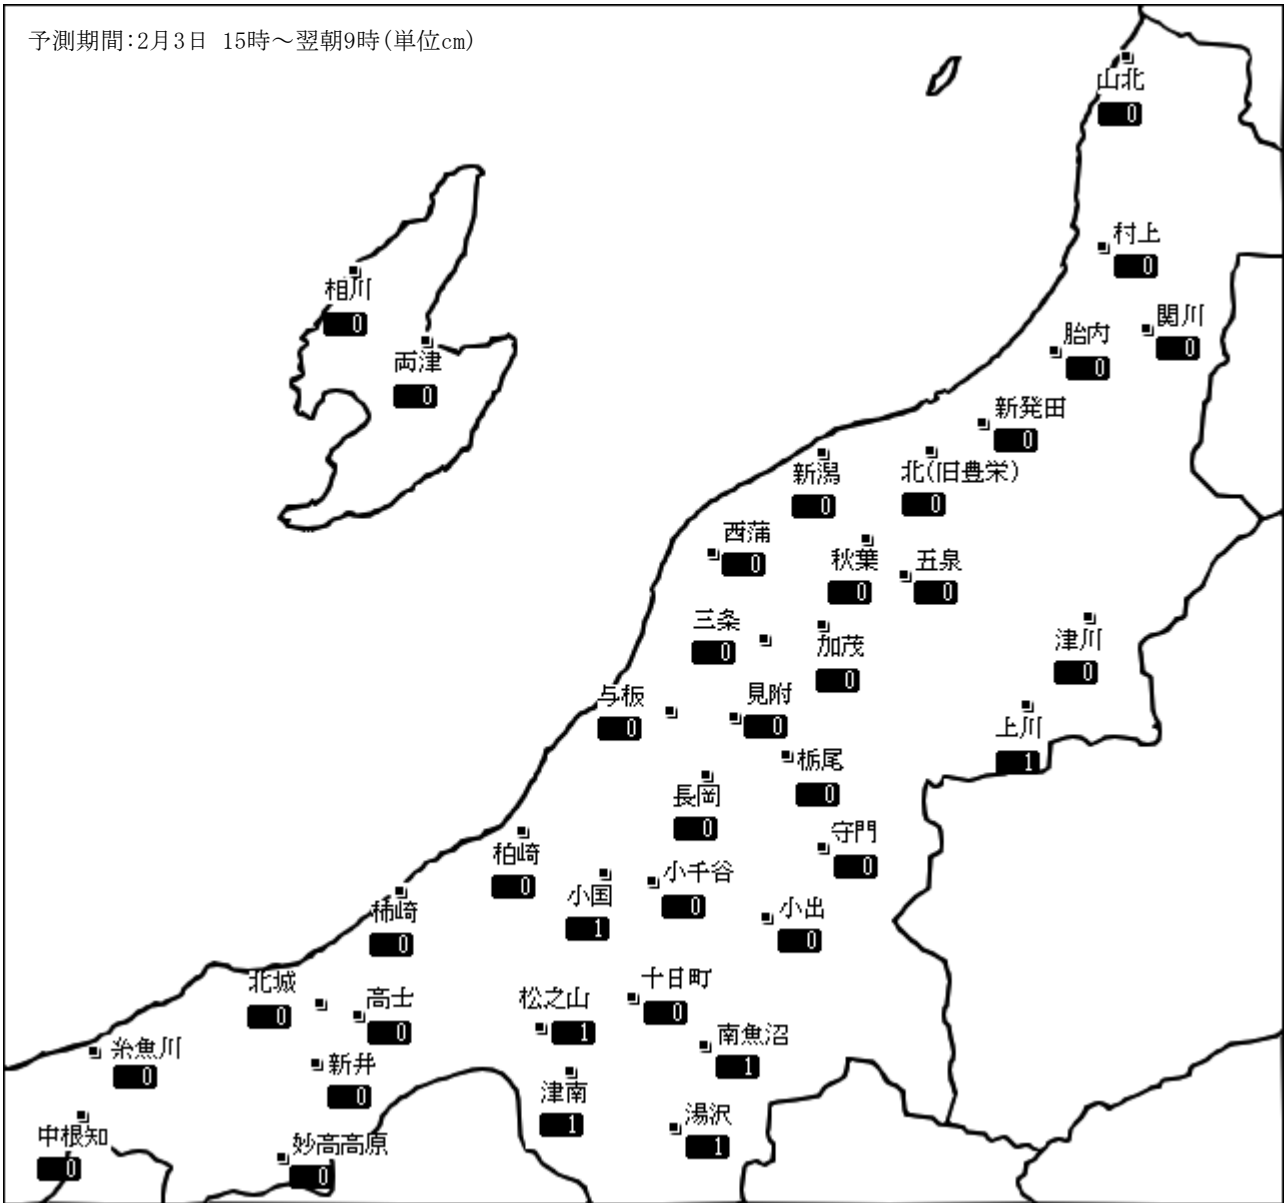 予測期間:2月3日 15時～翌朝9時(単位cm)
山北
0
村上
0
相川
0
関川
0
胎内
0
両津
0
新発田
0
新潟
0
北(旧豊栄)
0
西蒲
0
秋葉
0
五泉
0
三条
0
加茂
0
津川
0
与板
0
見附
0
上川
1
栃尾
0
長岡
0
守門
0
柏崎
0
小千谷
0
小国
1
柿崎
0
小出
0
北城
0
高士
0
松之山
1
十日町
0
南魚沼
1
糸魚川
0
新井
0
津南
1
湯沢
1
中根知
0
妙高高原
0